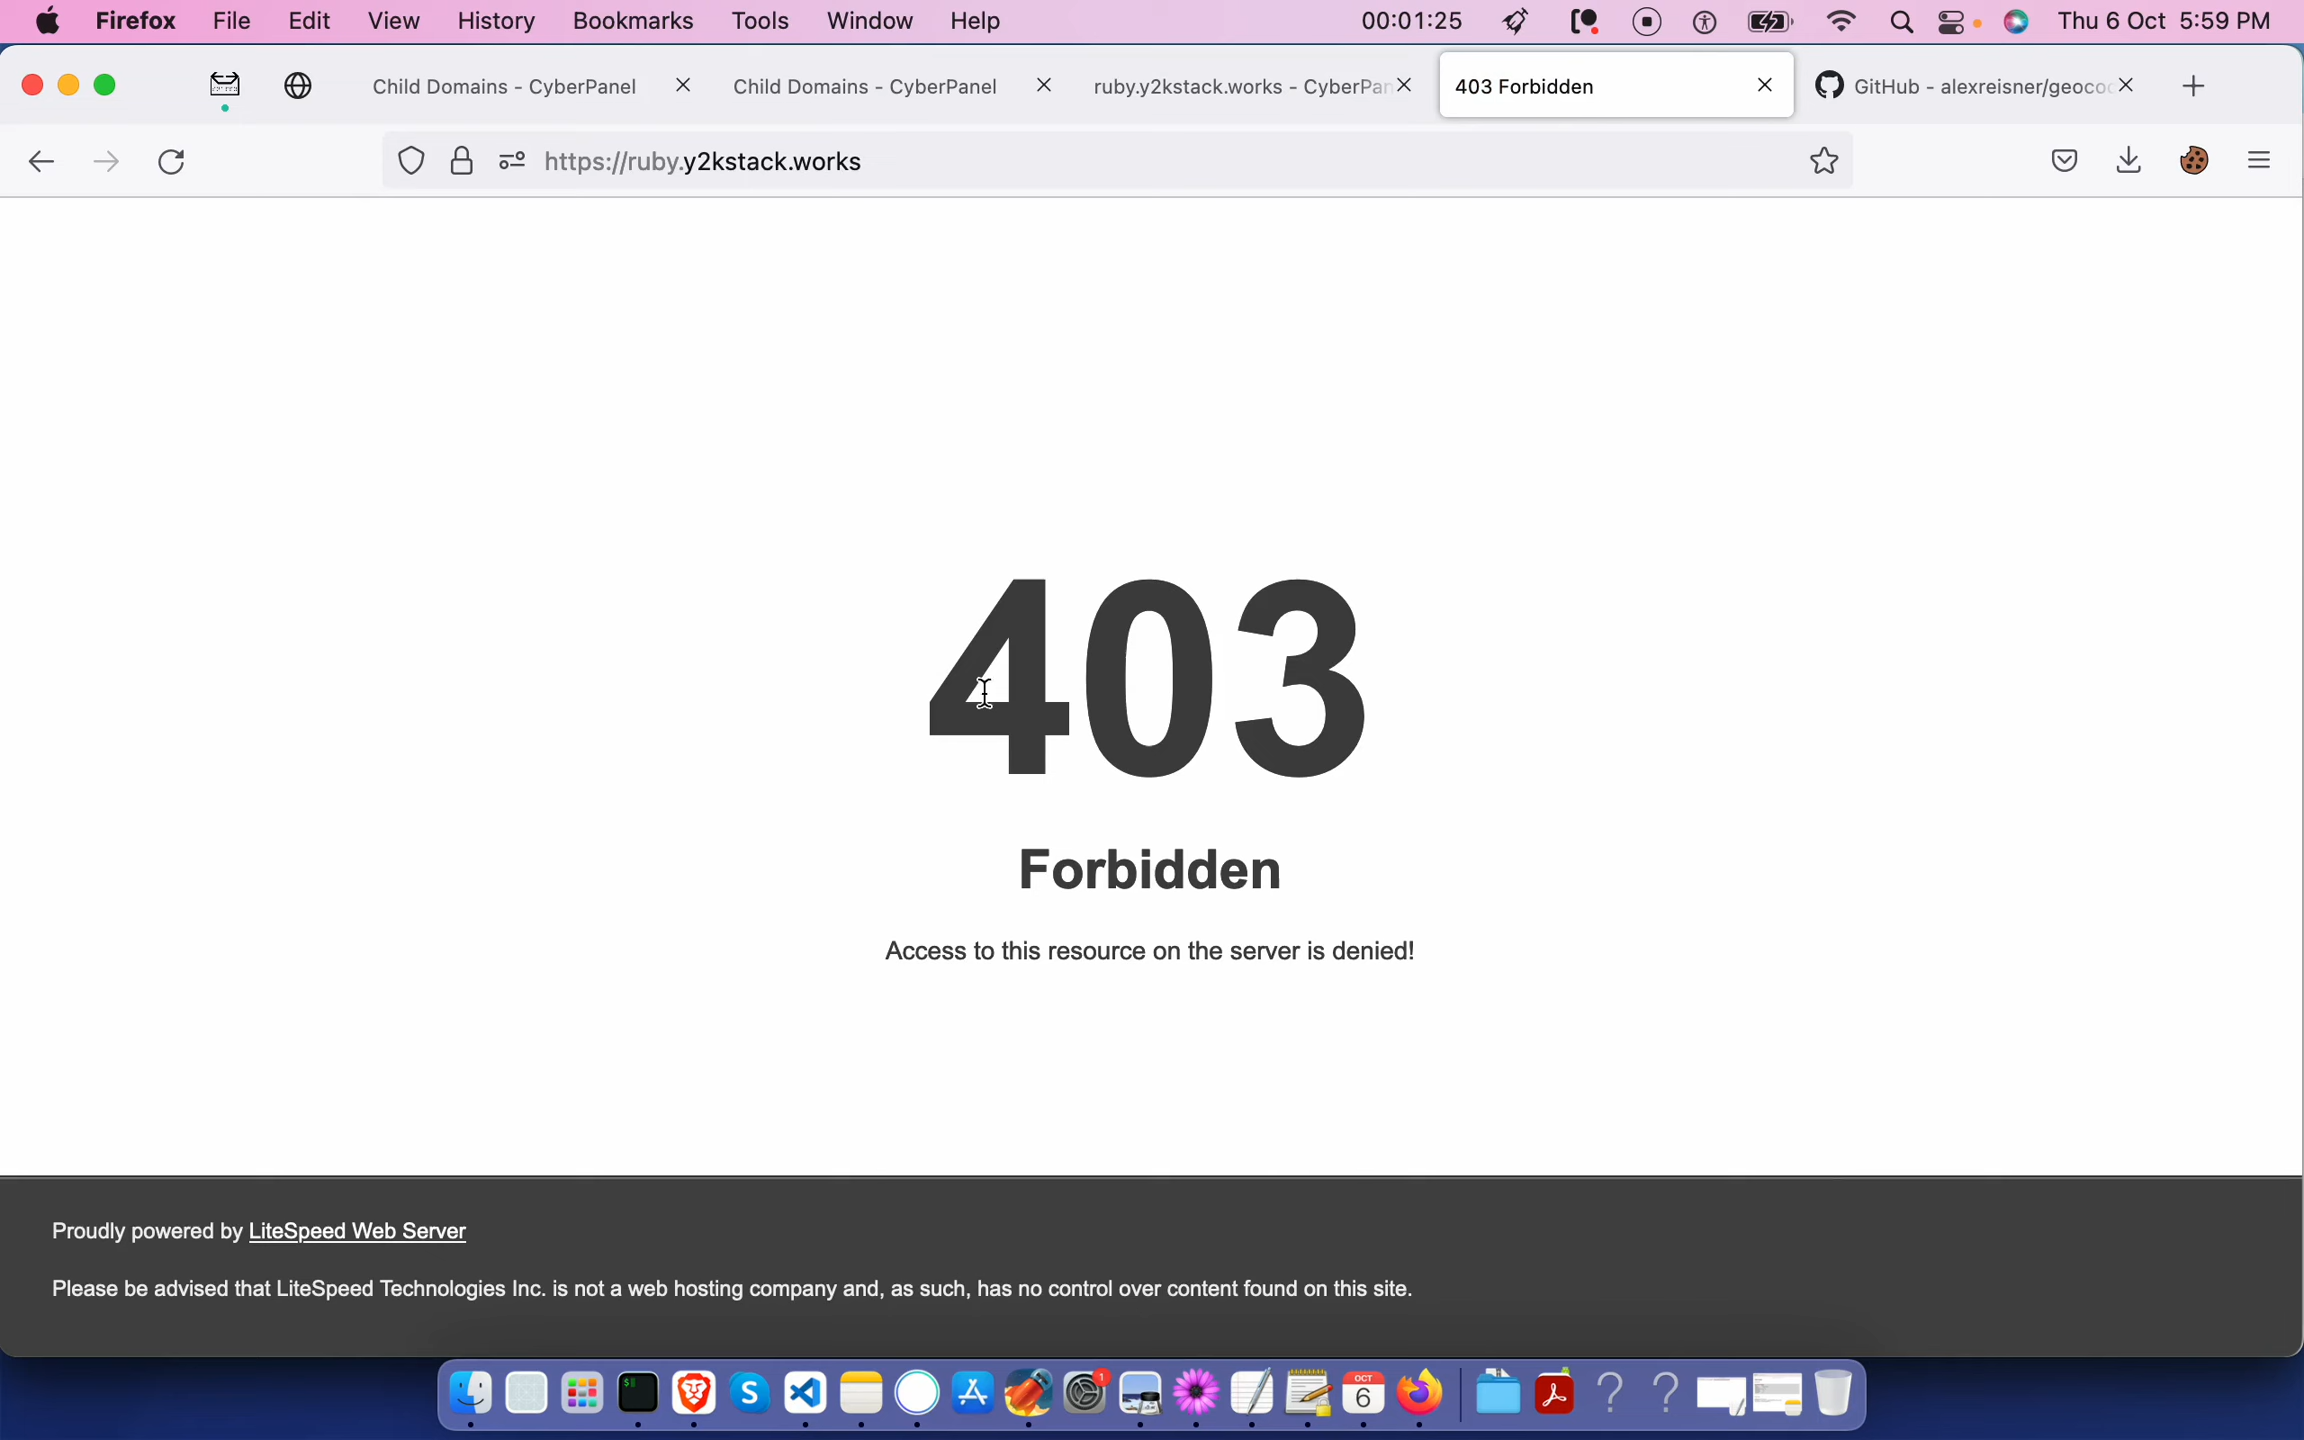 Firefox File Edit View History Bookmarks Tools Window Help 00:01:25 Thu 6 Oct 5:59 PM
Child Domains - CyberPanel Child Domains - CyberPanel ruby.y2kstack.works - CyberPan 403 Forbidden GitHub - alexreisner/geococ
https://ruby.y2kstack.works
403
Forbidden
Access to this resource on the server is denied!
Proudly powered by LiteSpeed Web Server
Please be advised that LiteSpeed Technologies Inc. is not a web hosting company and, as such, has no control over content found on this site.
1
OCT
6